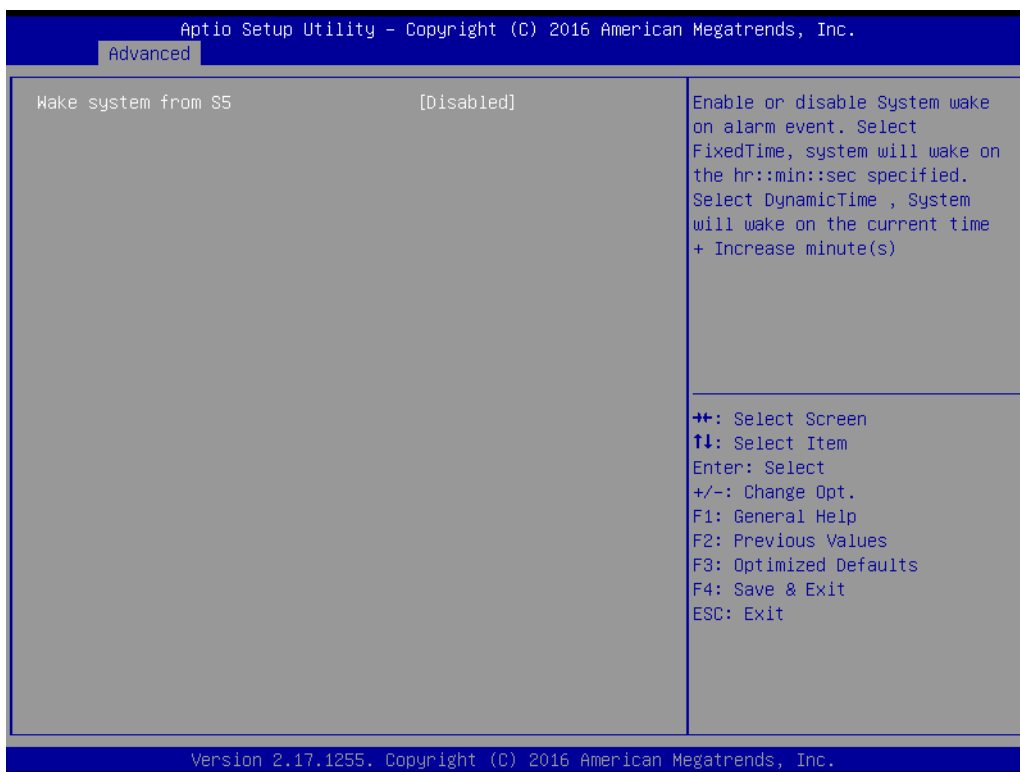 Aptio Setup Utility – Copyright (C) 2016 American Megatrends, Inc.
Advanced
Wake system from S5 [Disabled]
Enable or disable System wake
on alarm event. Select
FixedTime, system will wake on
the hr::min::sec specified.
Select DynamicTime , System
will wake on the current time
+ Increase minute(s)
→←: Select Screen
↑↓: Select Item
Enter: Select
+/-: Change Opt.
F1: General Help
F2: Previous Values
F3: Optimized Defaults
F4: Save & Exit
ESC: Exit
Version 2.17.1255. Copyright (C) 2016 American Megatrends, Inc.